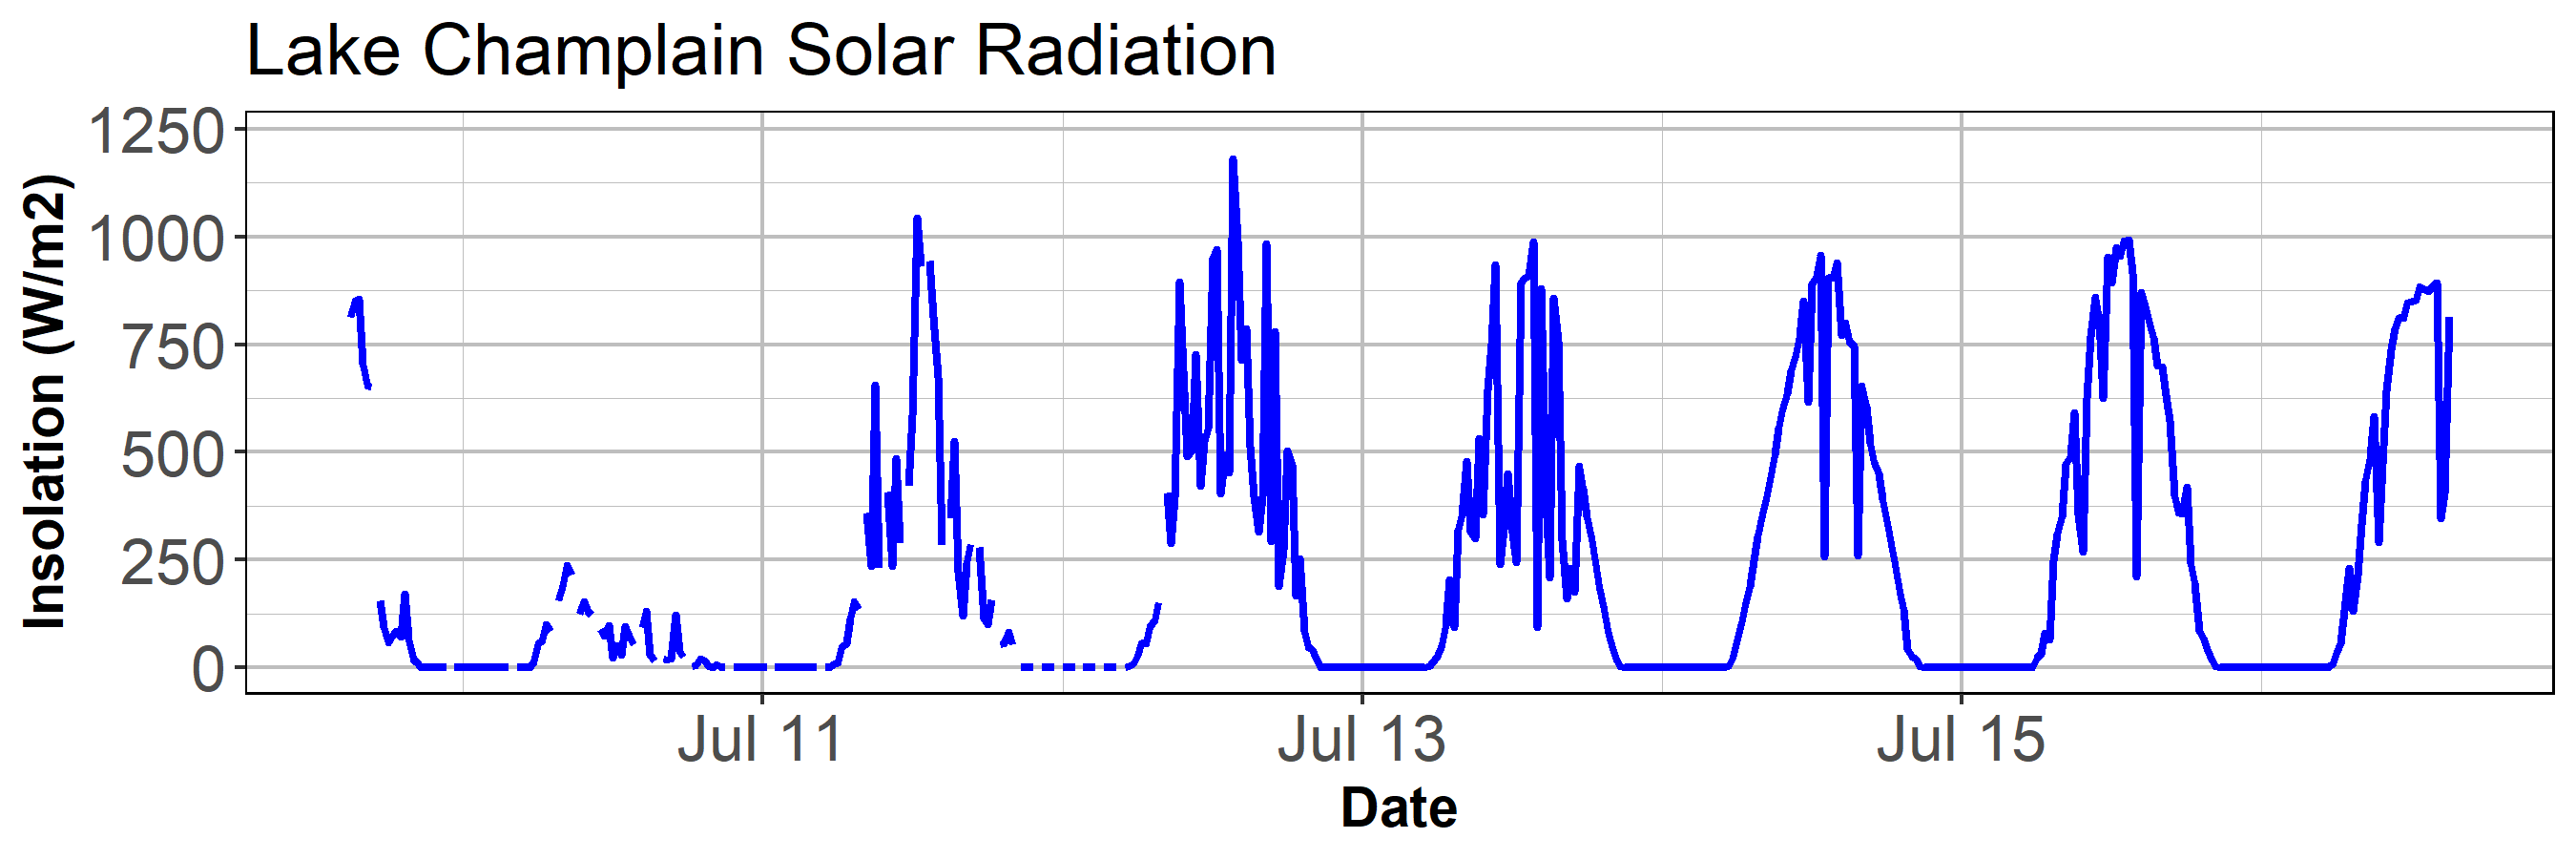 Lake Champlain Solar Radiation
1250
1000
750
500
250
0
Insolation (W/m2)
Jul 11
Jul 13
Jul 15
Date